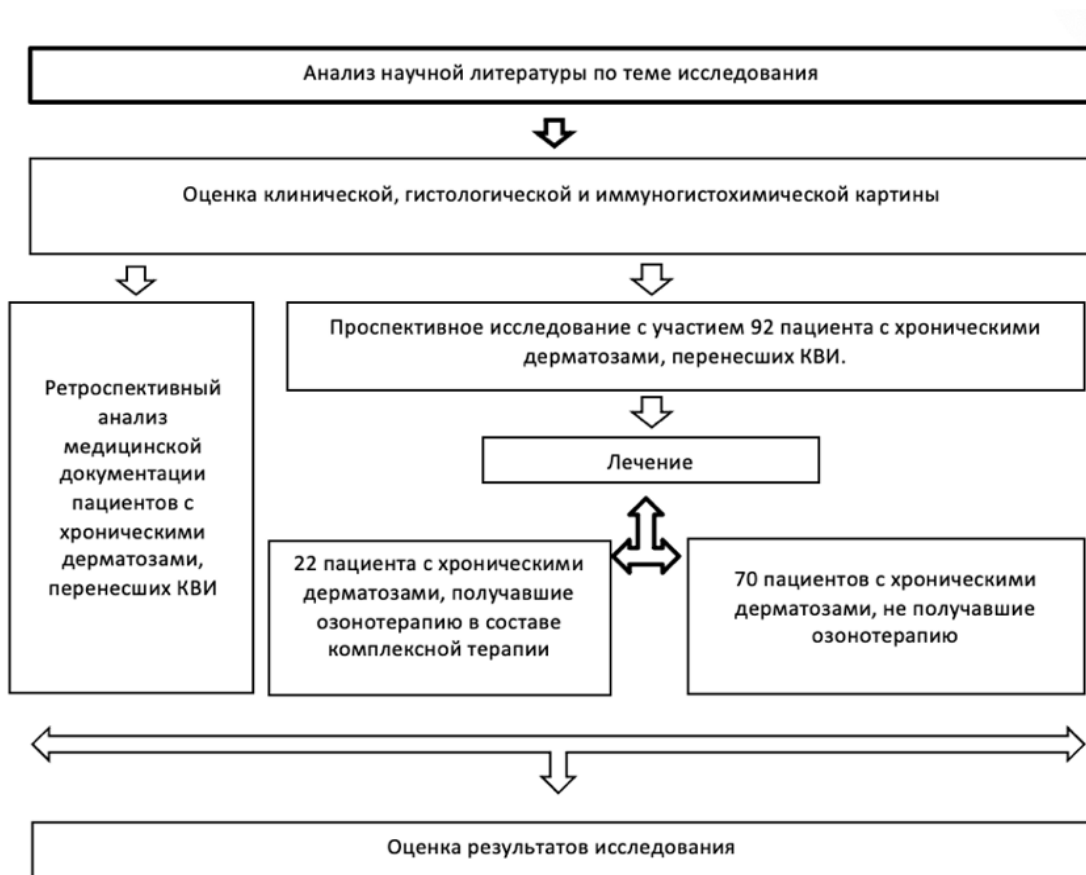 Анализ научной литературы по теме исследования
Оценка клинической, гистологической и иммуногистохимической картины
Ретроспективный
анализ
медицинской
документации
пациентов с
хроническими
дерматозами,
перенесших КВИ
Проспективное исследование с участием 92 пациента с хроническими
дерматозами, перенесших КВИ.
Лечение
22 пациента с хроническими
дерматозами, получавшие
озонотерапию в составе
комплексной терапии
70 пациентов с хроническими
дерматозами, не получавшие
озонотерапию
Оценка результатов исследования